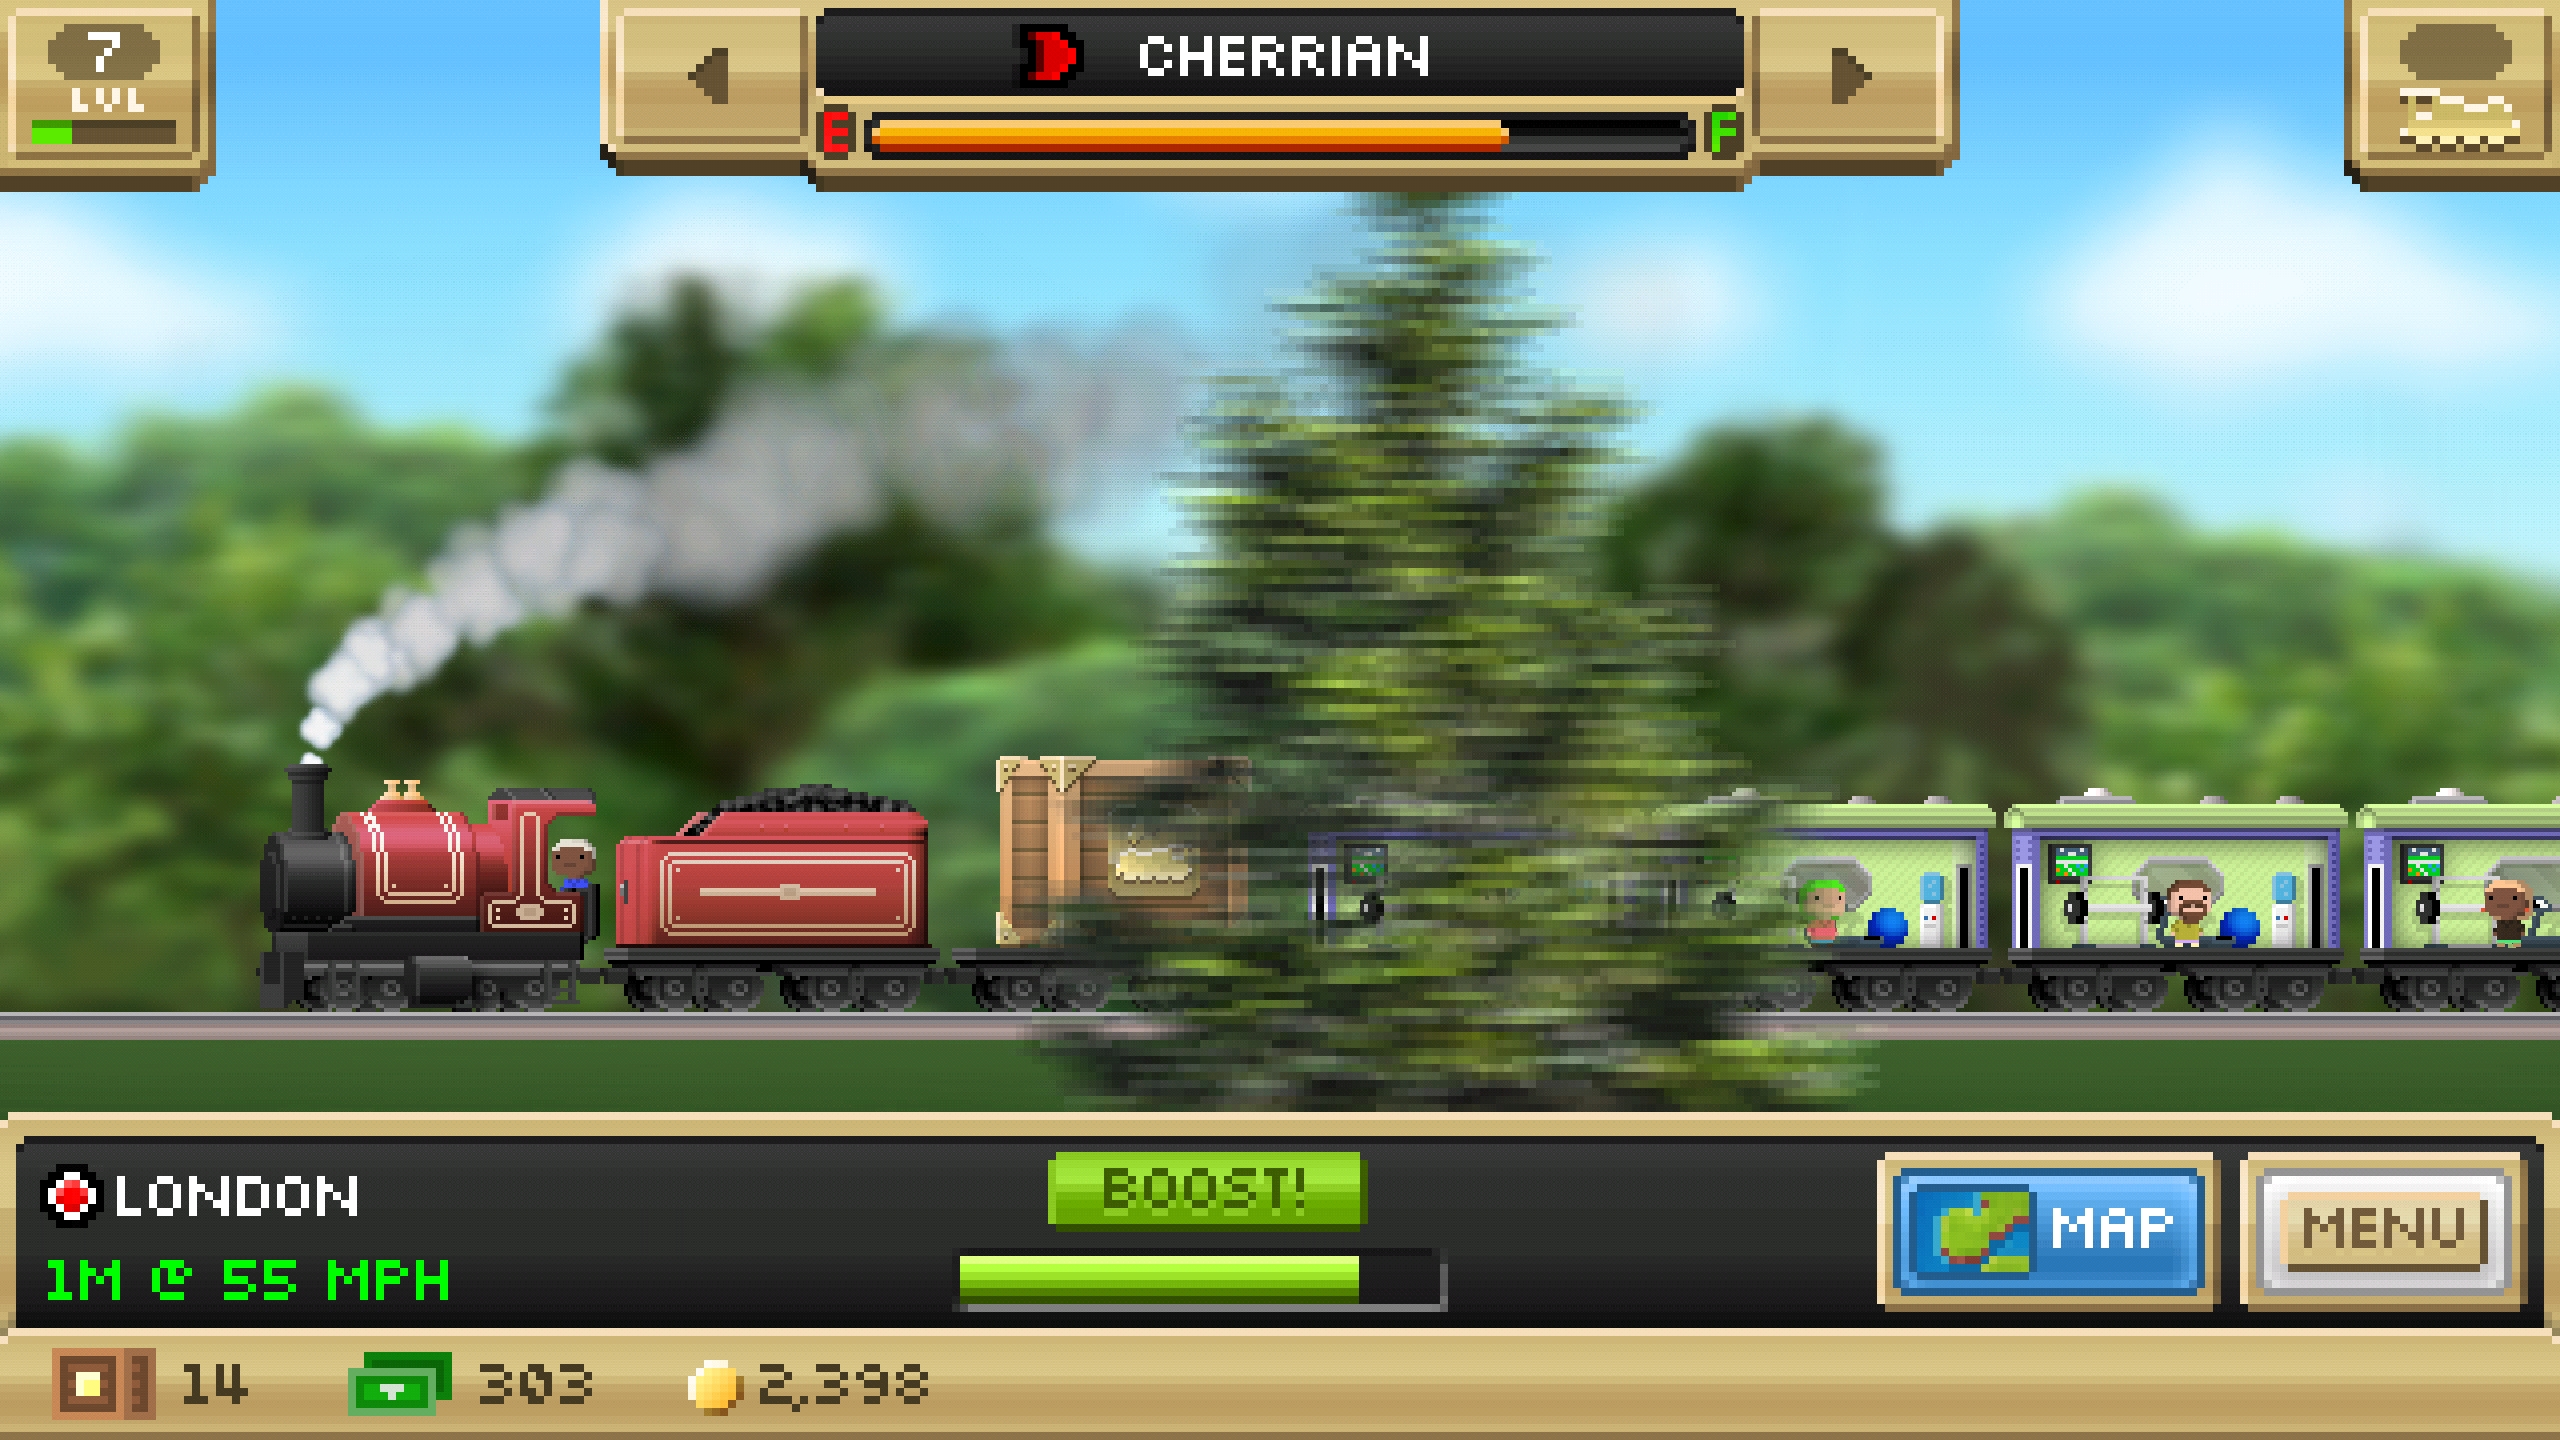 7
LVL
CHERRIAN
E
F
LONDON
1M @ 55 MPH
BOOST!
MAP
MENU
14
303
2,398